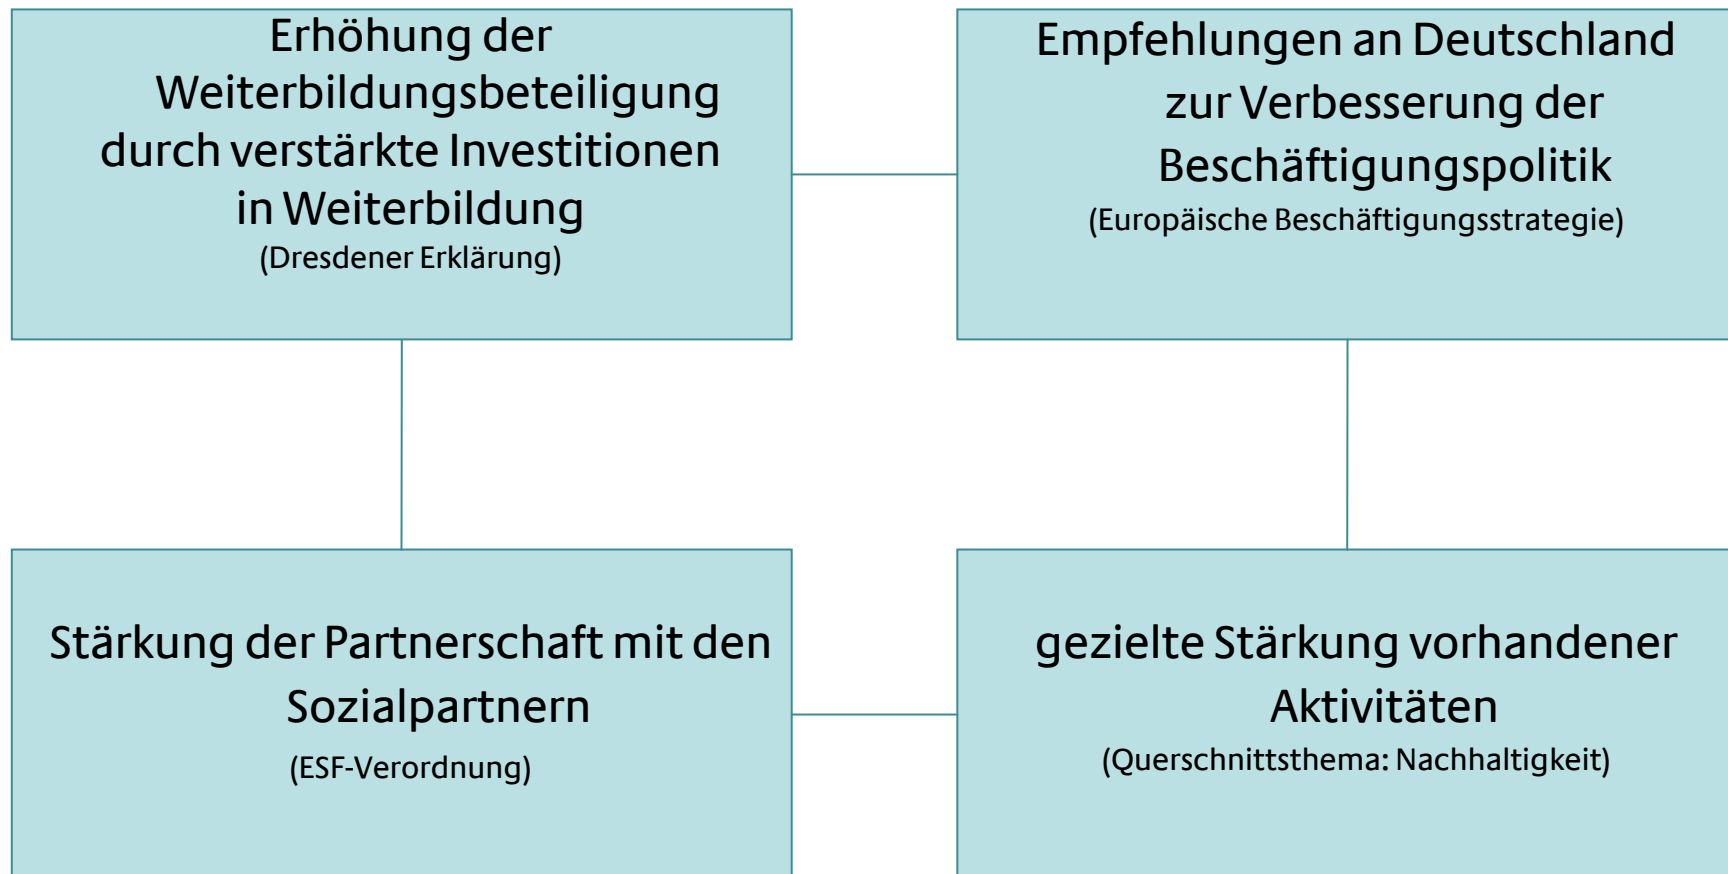 Erhöhung der
Weiterbildungsbeteiligung
durch verstärkte Investitionen
in Weiterbildung
(Dresdener Erklärung)
Empfehlungen an Deutschland
zur Verbesserung der
Beschäftigungspolitik
(Europäische Beschäftigungsstrategie)
Stärkung der Partnerschaft mit den
Sozialpartnern
(ESF-Verordnung)
gezielte Stärkung vorhandener
Aktivitäten
(Querschnittsthema: Nachhaltigkeit)